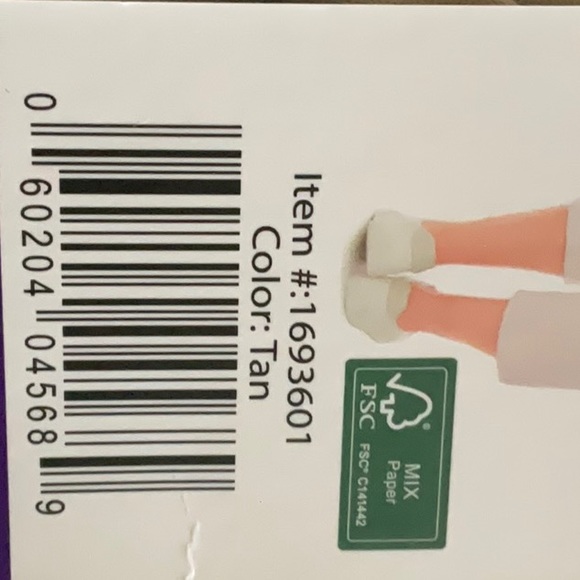 Item #:1693601
Color: Tan
0 60204 04568 9
FSC®
MIX
Paper
FSC® C141442